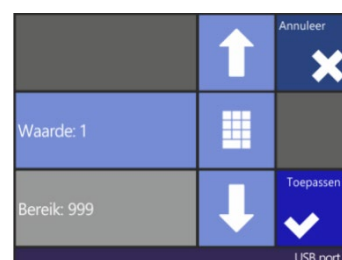 Annuleer
Waarde: 1
Toepassen
Bereik: 999
USB port